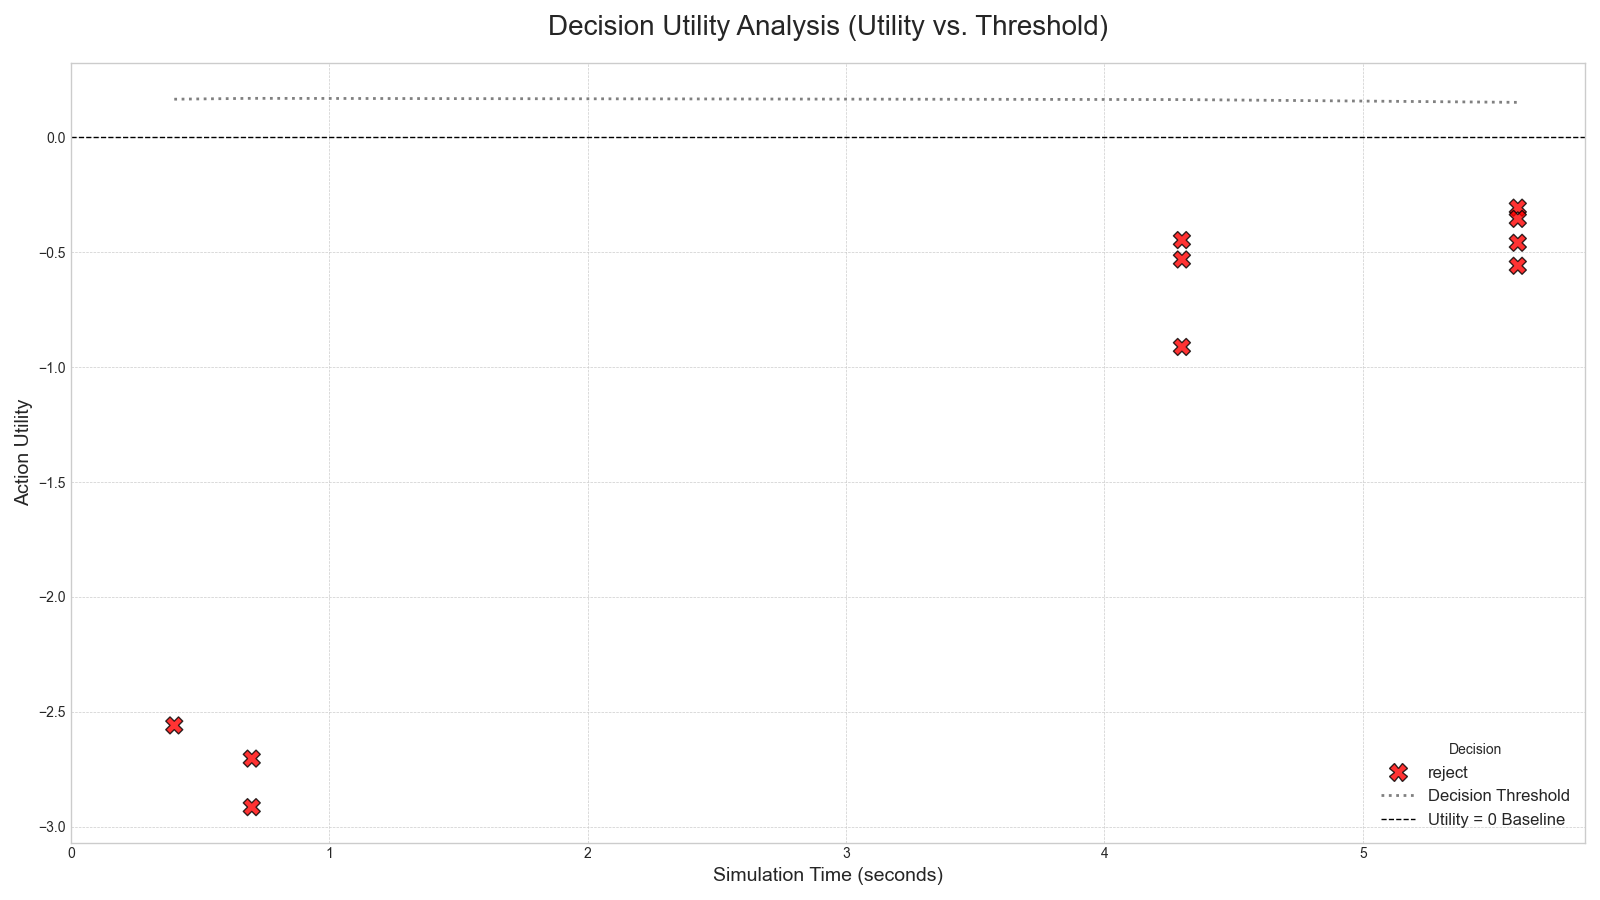 Decision Utility Analysis (Utility vs. Threshold)
Action Utility
0.0
−0.5
−1.0
−1.5
−2.0
−2.5
−3.0
0 1 2 3 4 5
Simulation Time (seconds)
Decision
reject
Decision Threshold
Utility = 0 Baseline